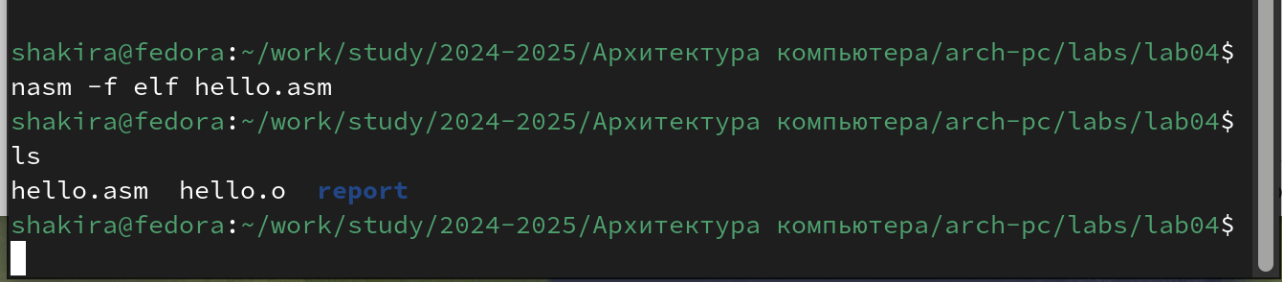 shakira@fedora:~/work/study/2024-2025/Архитектура компьютера/arch-pc/labs/lab04$
nasm -f elf hello.asm
shakira@fedora:~/work/study/2024-2025/Архитектура компьютера/arch-pc/labs/lab04$
ls
hello.asm  hello.o  report
shakira@fedora:~/work/study/2024-2025/Архитектура компьютера/arch-pc/labs/lab04$